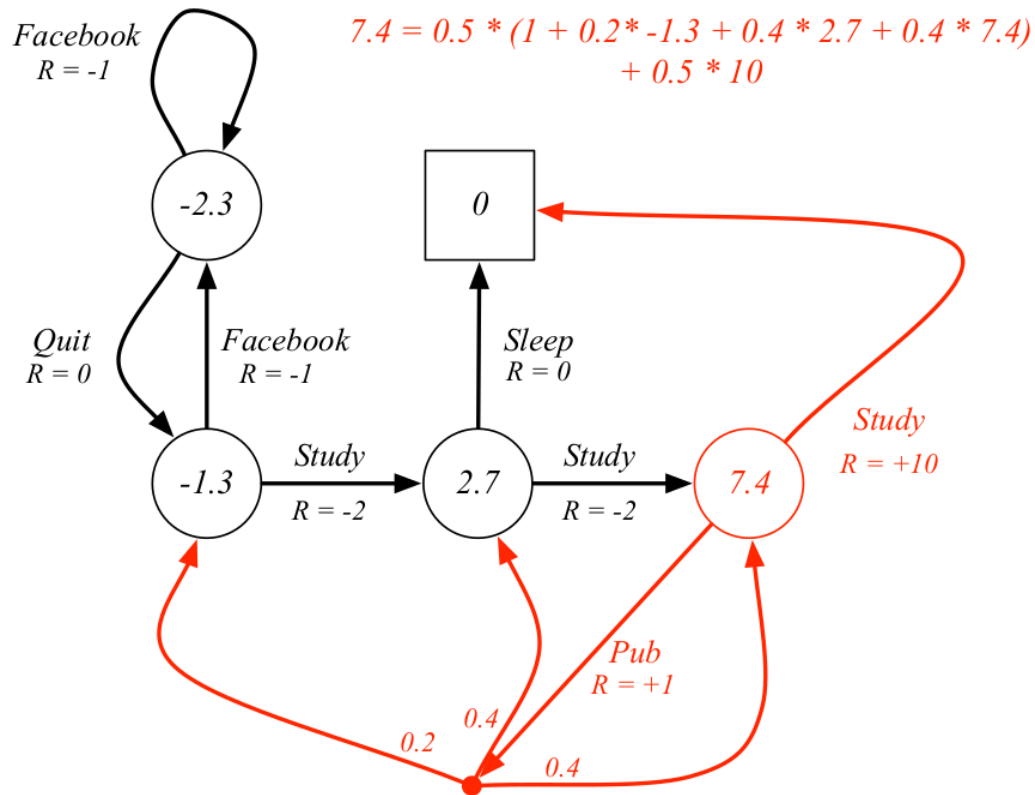 Facebook
R = -1
7.4 = 0.5 * (1 + 0.2* -1.3 + 0.4 * 2.7 + 0.4 * 7.4)
+ 0.5 * 10
-2.3
0
Quit
R = 0
Facebook
R = -1
Sleep
R = 0
Study
R = +10
-1.3
Study
R = -2
2.7
Study
R = -2
7.4
Pub
R = +1
0.2
0.4
0.4